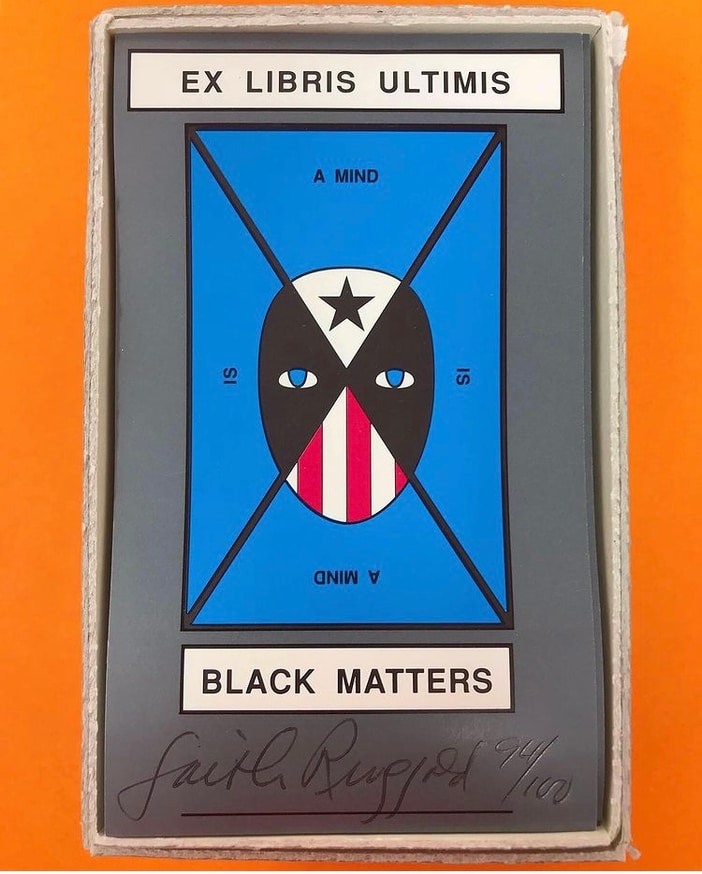 EX LIBRIS ULTIMIS
A MIND
IS
IS
A MIND
BLACK MATTERS
Faith Ringgold 94/100